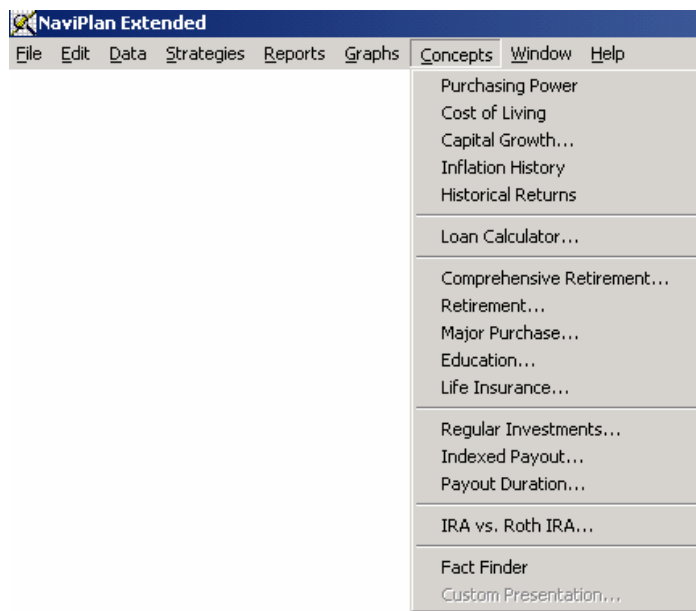 NaviPlan Extended
File Edit Data Strategies Reports Graphs Concepts Window Help
Purchasing Power
Cost of Living
Capital Growth...
Inflation History
Historical Returns
Loan Calculator...
Comprehensive Retirement...
Retirement...
Major Purchase...
Education...
Life Insurance...
Regular Investments...
Indexed Payout...
Payout Duration...
IRA vs. Roth IRA...
Fact Finder
Custom Presentation...